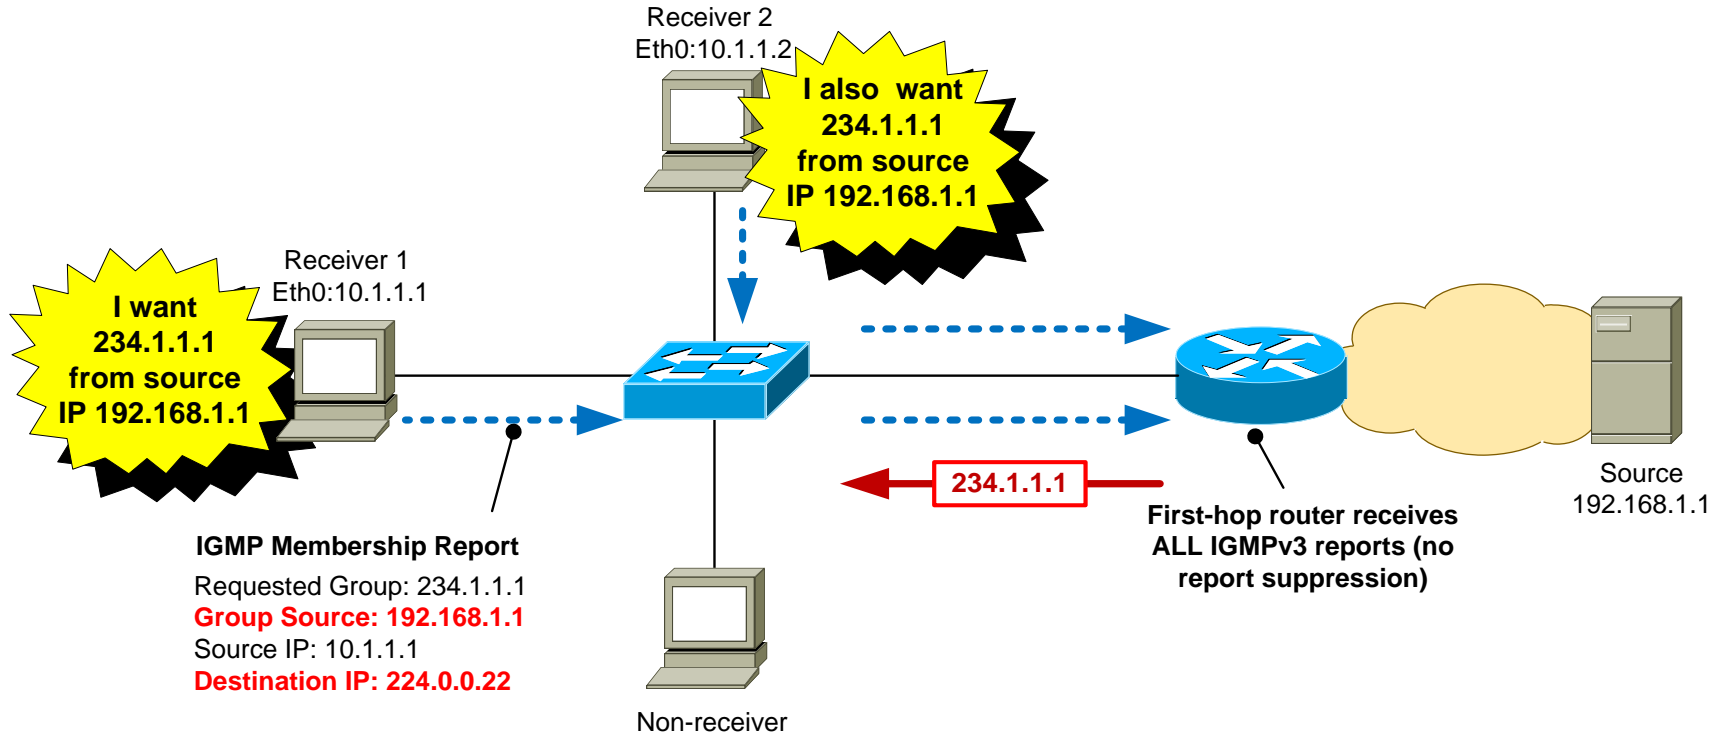 Receiver 2
Eth0:10.1.1.2
I also want
234.1.1.1
from source
IP 192.168.1.1
Receiver 1
Eth0:10.1.1.1
I want
234.1.1.1
from source
IP 192.168.1.1
234.1.1.1
Source
192.168.1.1
First-hop router receives
ALL IGMPv3 reports (no
report suppression)
IGMP Membership Report
Requested Group: 234.1.1.1
Group Source: 192.168.1.1
Source IP: 10.1.1.1
Destination IP: 224.0.0.22
Non-receiver